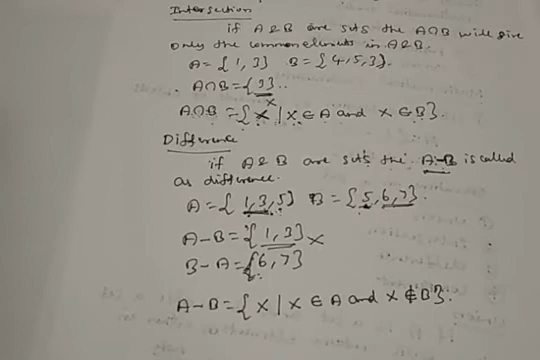 Intersection
if A & B are sets the A∩B will give
only the common elements in A & B.
A = {1, 3} B = {4, 5, 3}.
A∩B = {3}.
x
A∩B = {x | x ∈ A and x ∈ B}.
Difference
if A & B are sets the A-B is called
as difference.
A = {1, 3, 5} B = {5, 6, 7}.
A-B = {1, 3} x
B-A = {6, 7}
A-B = {x | x ∈ A and x ∉ B}.